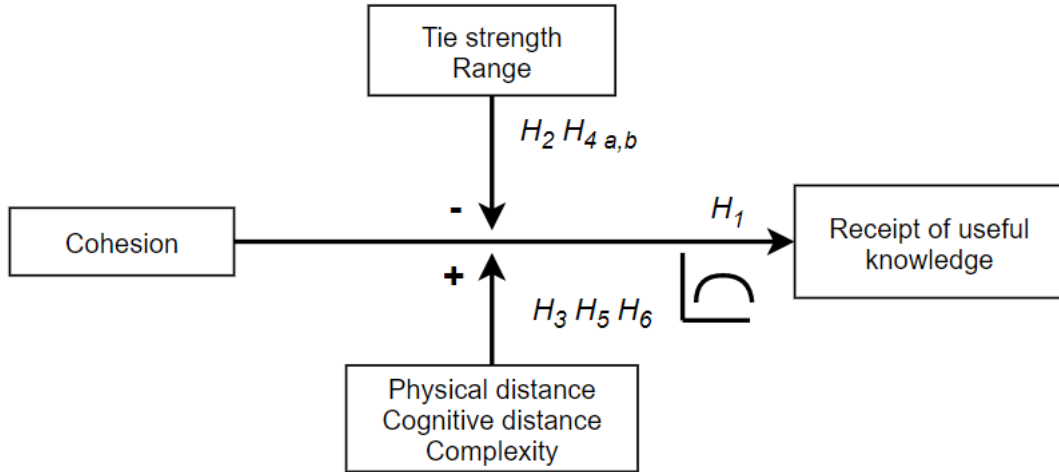 Tie strength
Range
H2 H4 a,b
-
H1
Cohesion
Receipt of useful
knowledge
+
H3 H5 H6
Physical distance
Cognitive distance
Complexity